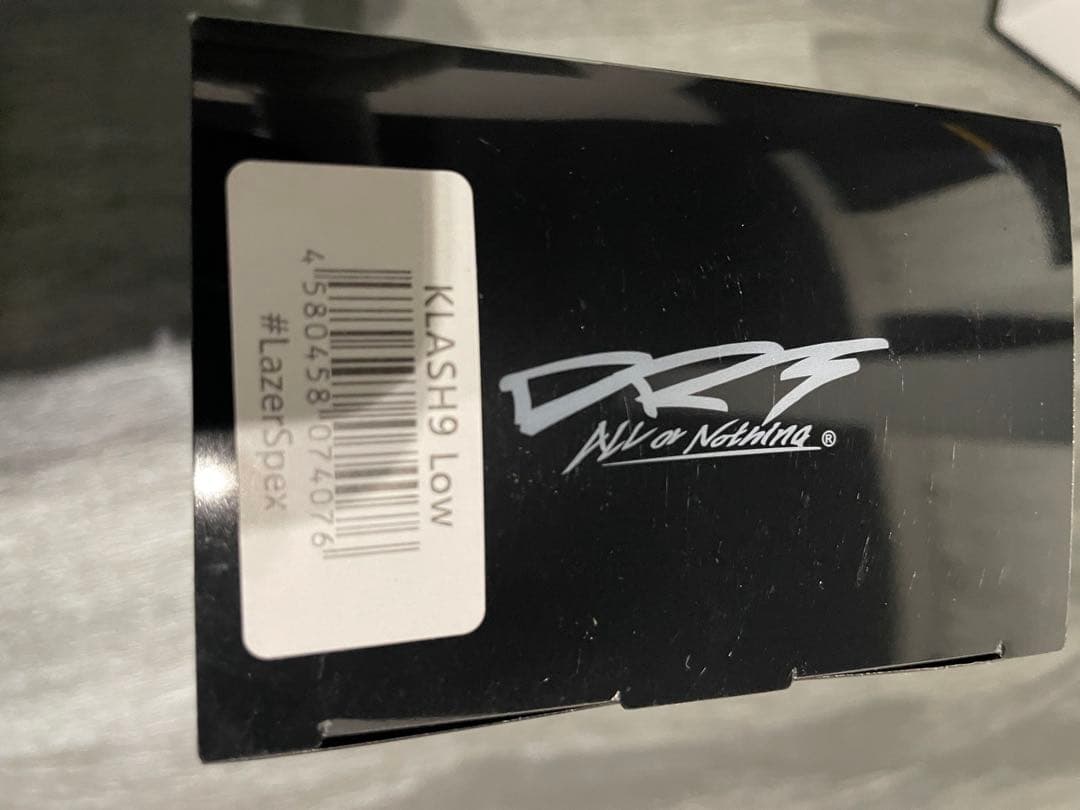 KLASH9 Low
4 580458 074076
#LazerSpex
DRT
All or Nothing®